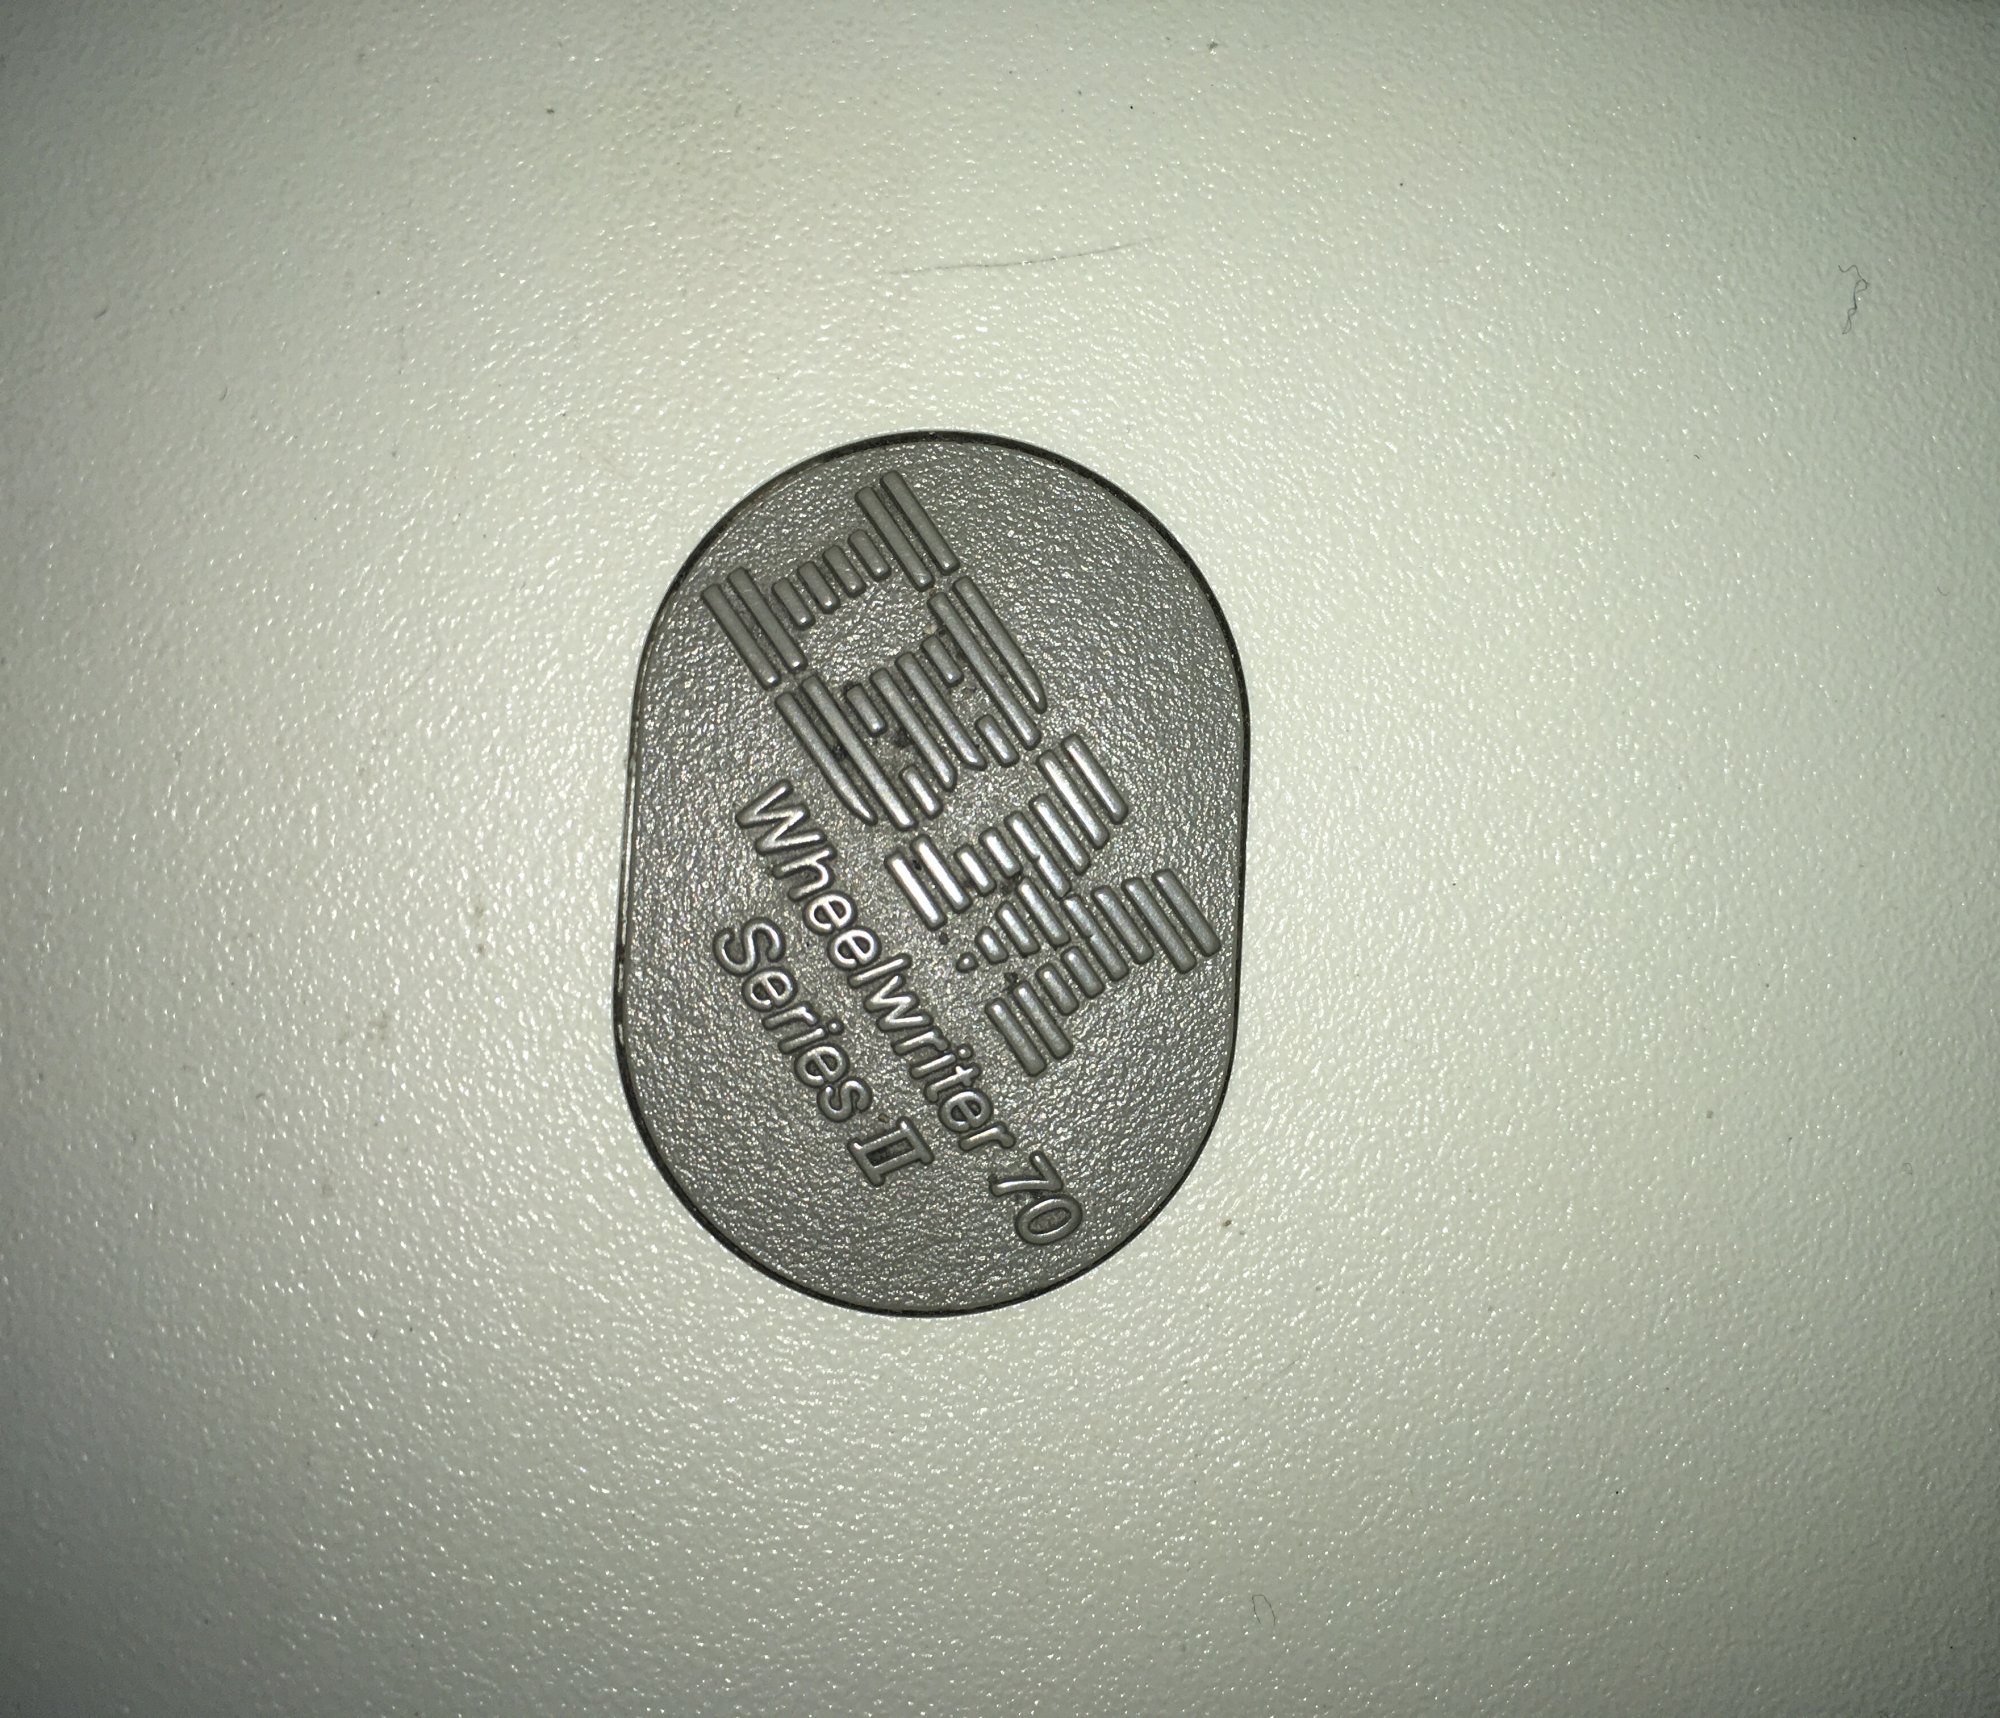 IBM
Wheelwriter 70
Series II